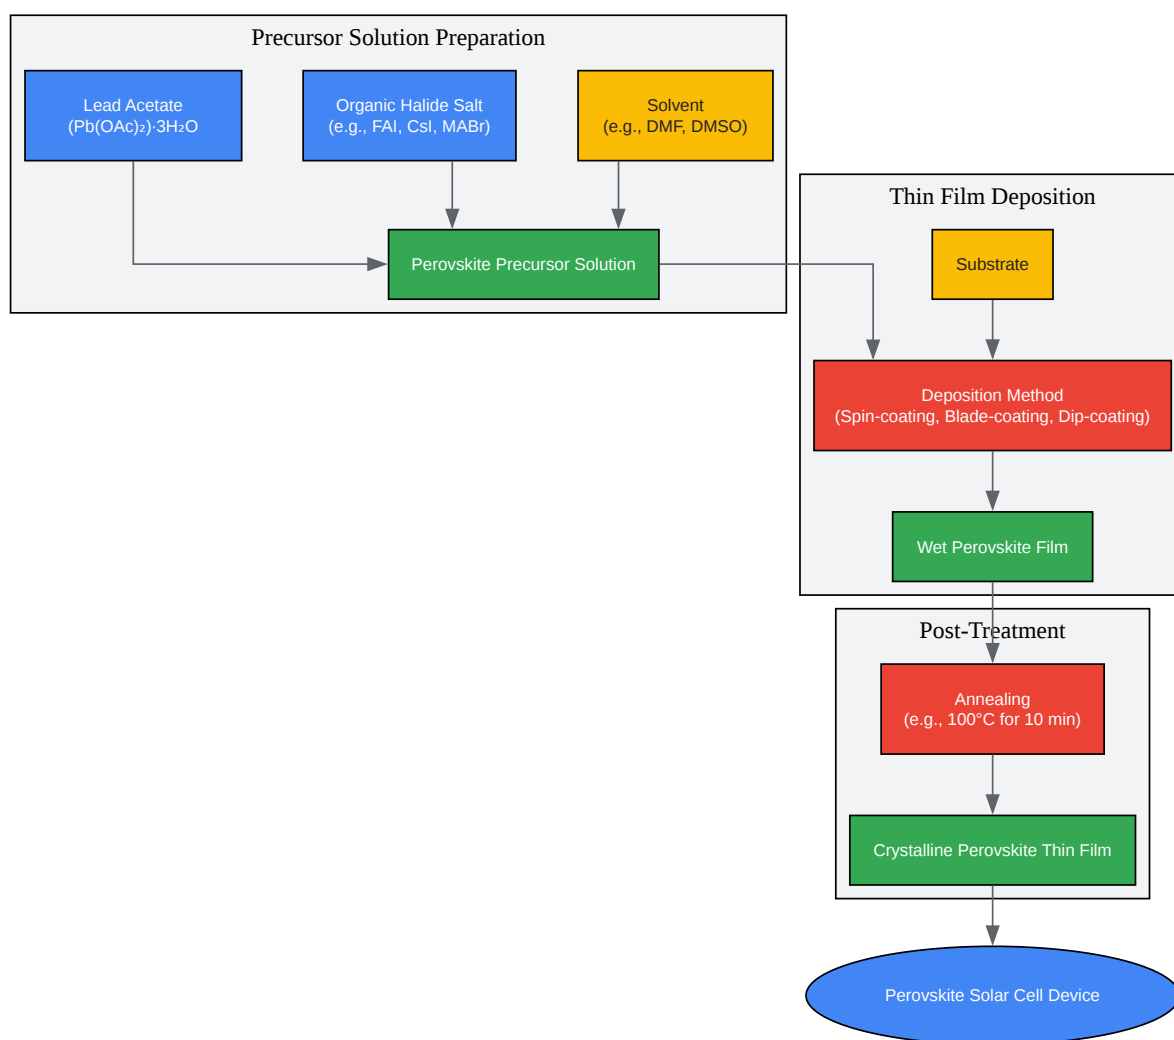 Precursor Solution Preparation
Lead Acetate
(Pb(OAc)₂)·3H₂O
Organic Halide Salt
(e.g., FAI, CsI, MABr)
Solvent
(e.g., DMF, DMSO)
Perovskite Precursor Solution
Thin Film Deposition
Substrate
Deposition Method
(Spin-coating, Blade-coating, Dip-coating)
Wet Perovskite Film
Post-Treatment
Annealing
(e.g., 100°C for 10 min)
Crystalline Perovskite Thin Film
Perovskite Solar Cell Device